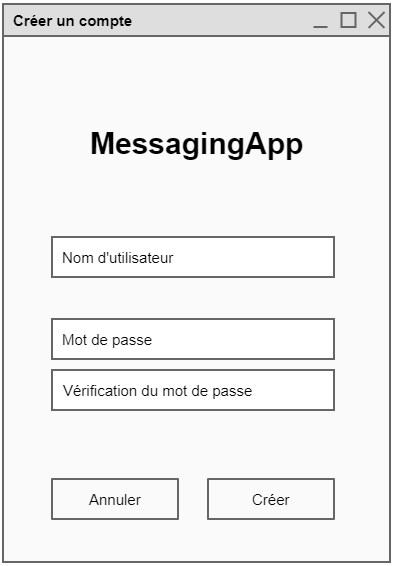 Créer un compte
MessagingApp
Nom d'utilisateur
Mot de passe
Vérification du mot de passe
Annuler
Créer